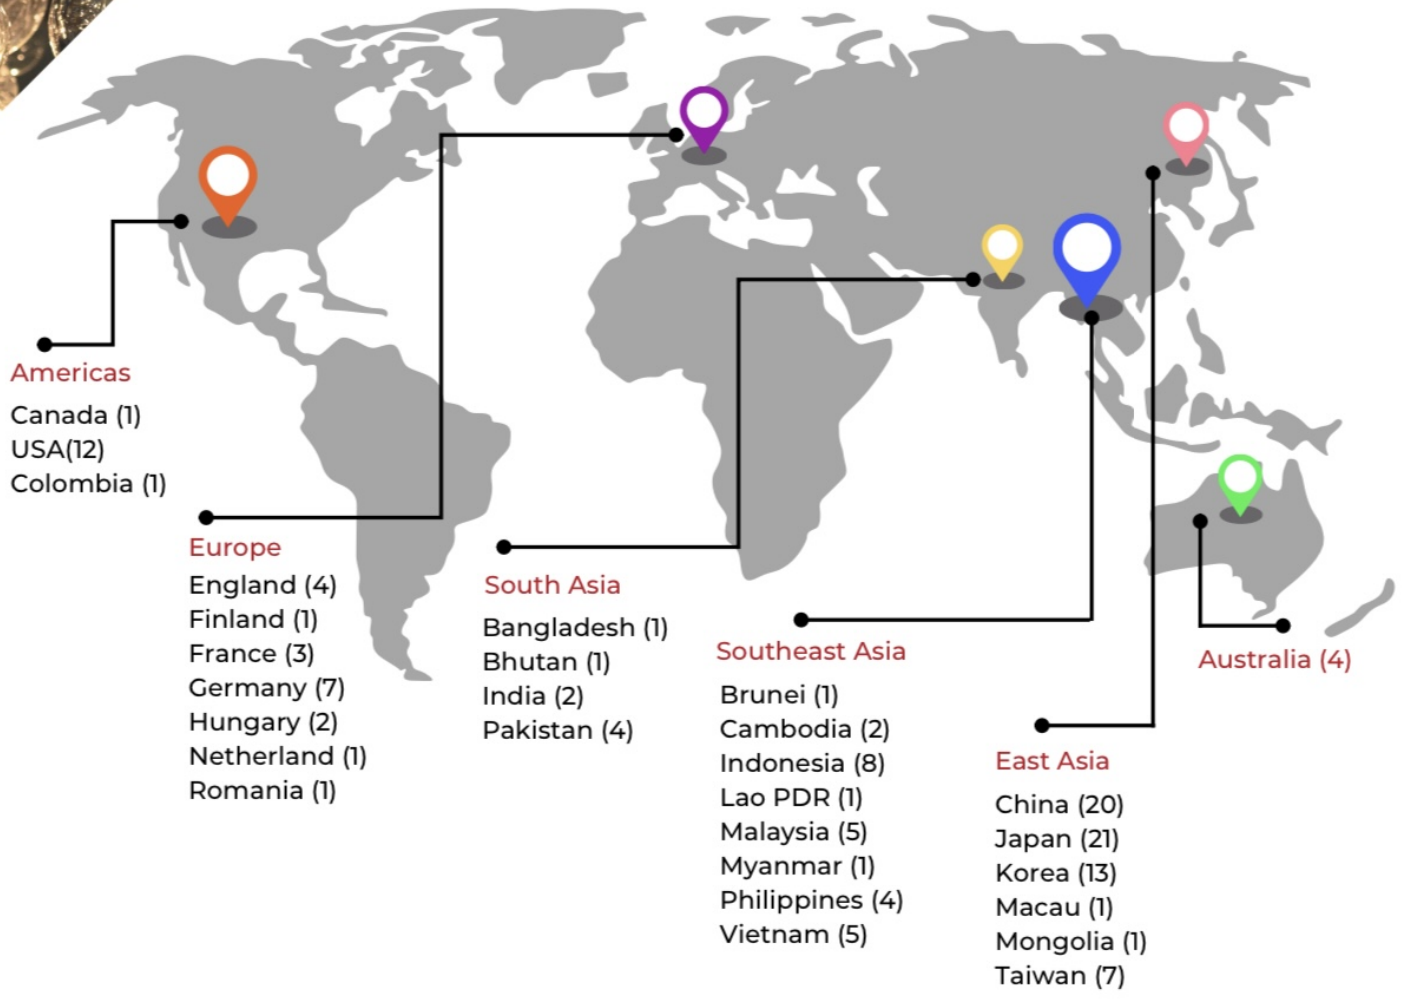 Americas
Canada (1)
USA(12)
Colombia (1)
Europe
England (4)
Finland (1)
France (3)
Germany (7)
Hungary (2)
Netherland (1)
Romania (1)
South Asia
Bangladesh (1)
Bhutan (1)
India (2)
Pakistan (4)
Southeast Asia
Brunei (1)
Cambodia (2)
Indonesia (8)
Lao PDR (1)
Malaysia (5)
Myanmar (1)
Philippines (4)
Vietnam (5)
East Asia
China (20)
Japan (21)
Korea (13)
Macau (1)
Mongolia (1)
Taiwan (7)
Australia (4)